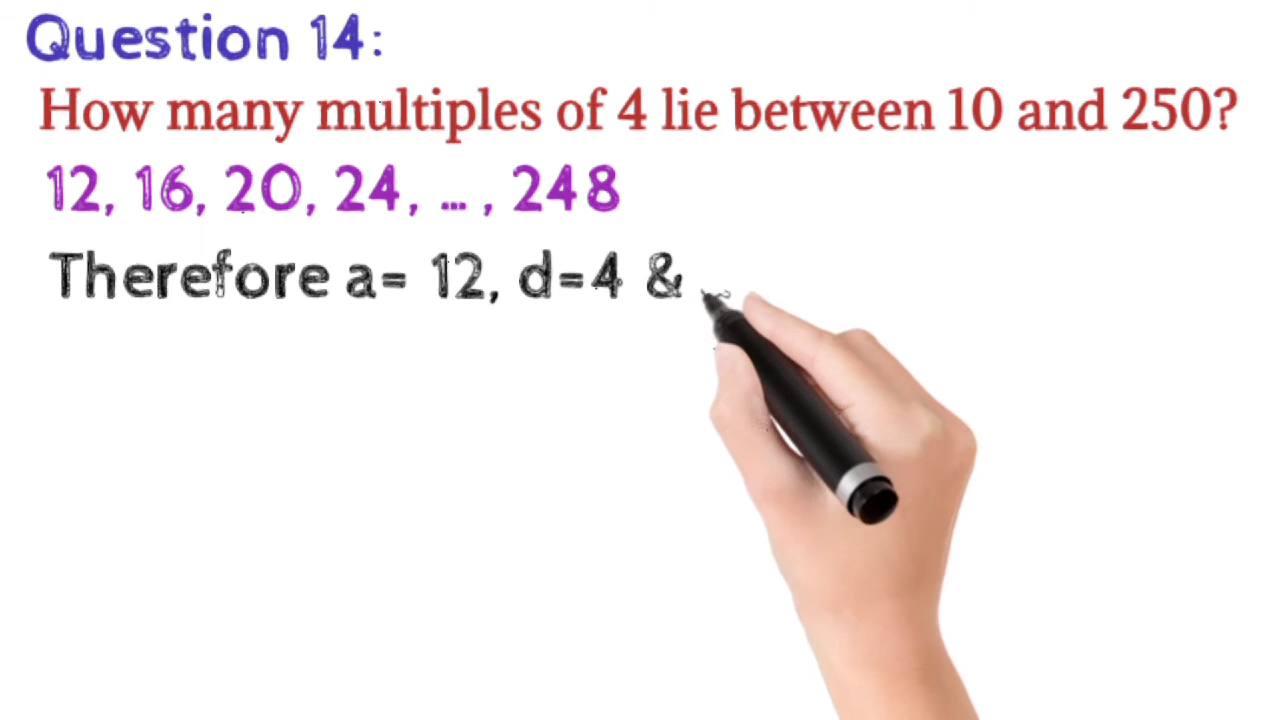 Question 14:
How many multiples of 4 lie between 10 and 250?
12, 16, 20, 24, ... , 248
Therefore a= 12, d=4 &